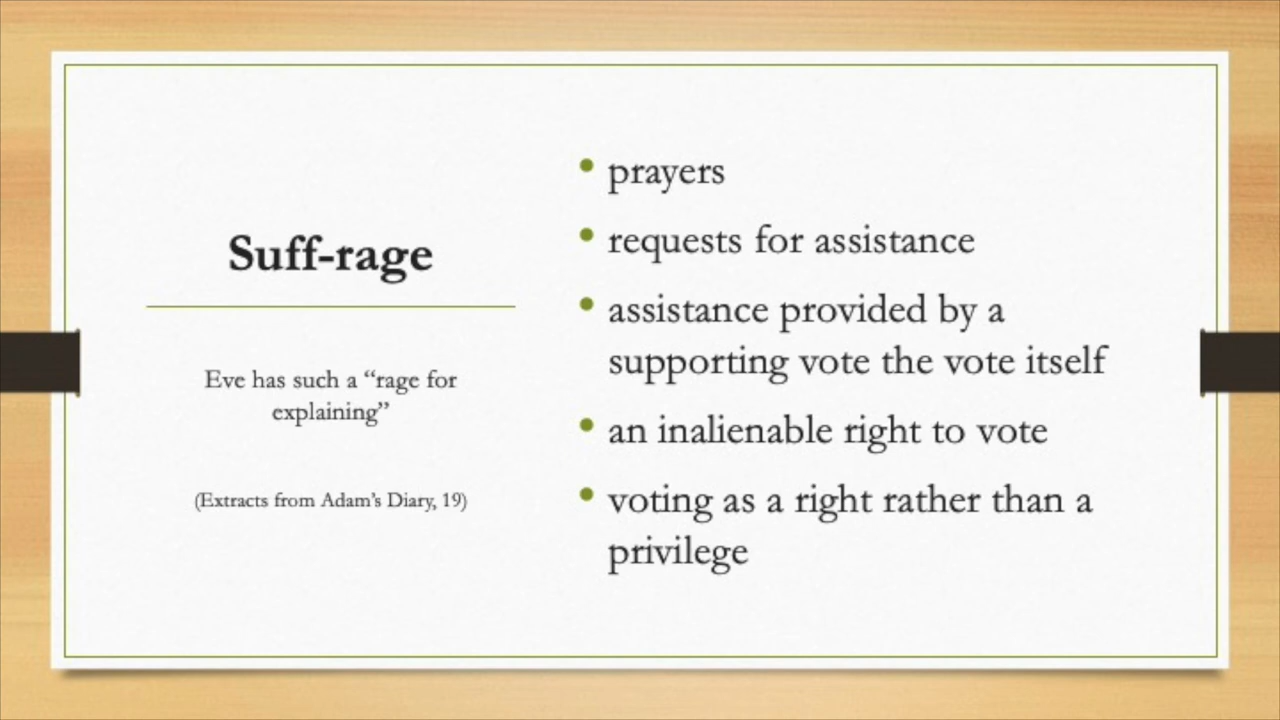 Suff-rage
Eve has such a “rage for
explaining”
(Extracts from Adam’s Diary, 19)
• prayers
• requests for assistance
• assistance provided by a
supporting vote the vote itself
• an inalienable right to vote
• voting as a right rather than a
privilege